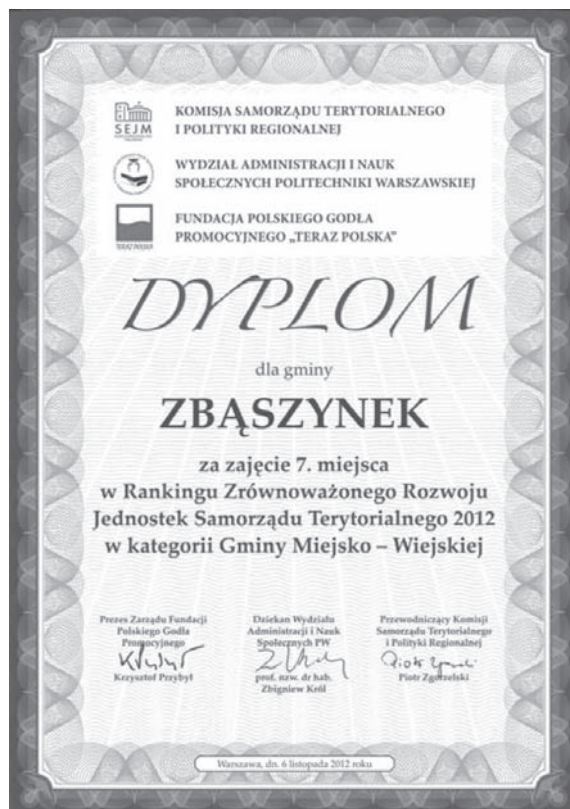 SEJM
KOMISJA SAMORZĄDU TERYTORIALNEGO
I POLITYKI REGIONALNEJ
WYDZIAŁ ADMINISTRACJI I NAUK
SPOŁECZNYCH POLITECHNIKI WARSZAWSKIEJ
TERAZ POLSKA
FUNDACJA POLSKIEGO GODŁA
PROMOCYJNEGO „TERAZ POLSKA"
DYPLOM
dla gminy
ZBĄSZYNEK
za zajęcie 7. miejsca
w Rankingu Zrównoważonego Rozwoju
Jednostek Samorządu Terytorialnego 2012
w kategorii Gminy Miejsko – Wiejskiej
Prezes Zarządu Fundacji
Polskiego Godła
Promocyjnego
Krzysztof Przybył
Dziekan Wydziału
Administracji i Nauk
Społecznych PW
prof. nzw. dr hab.
Zbigniew Król
Przewodniczący Komisji
Samorządu Terytorialnego
i Polityki Regionalnej
Piotr Zgorzelski
Warszawa, dn. 6 listopada 2012 roku